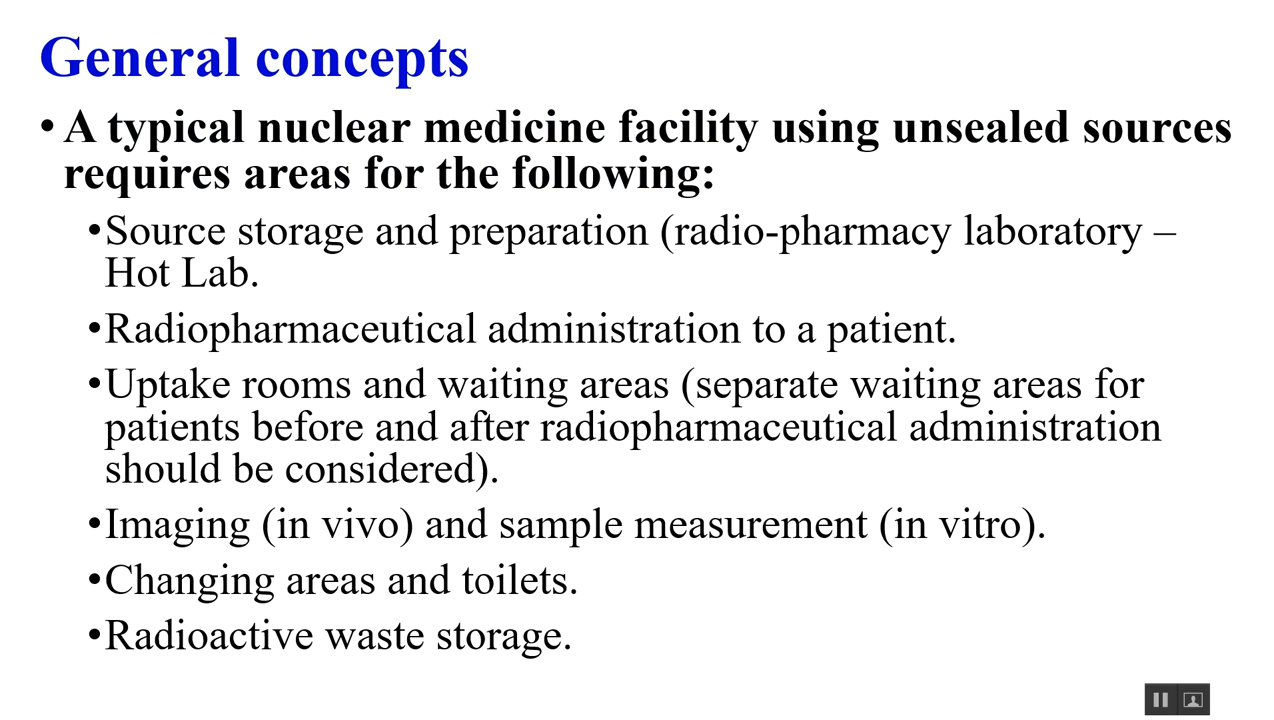 General concepts
• A typical nuclear medicine facility using unsealed sources
requires areas for the following:
•Source storage and preparation (radio-pharmacy laboratory –
Hot Lab.
•Radiopharmaceutical administration to a patient.
•Uptake rooms and waiting areas (separate waiting areas for
patients before and after radiopharmaceutical administration
should be considered).
•Imaging (in vivo) and sample measurement (in vitro).
•Changing areas and toilets.
•Radioactive waste storage.